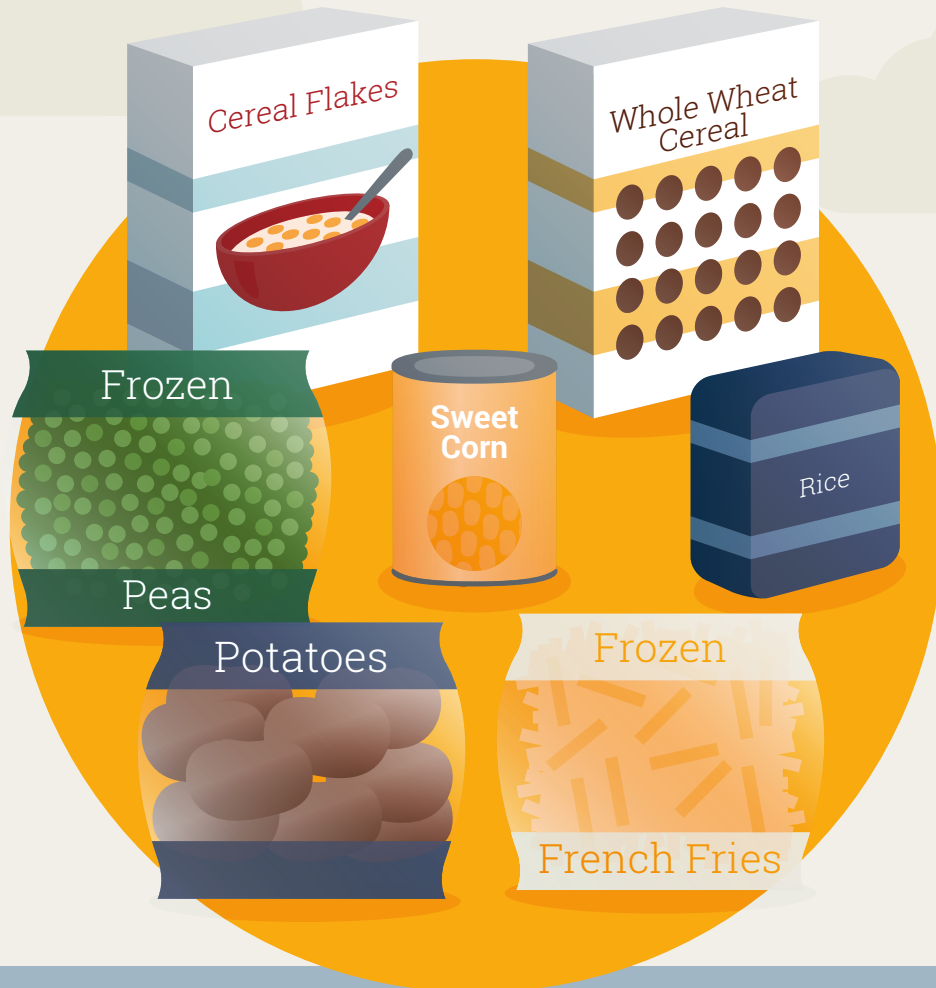 Cereal Flakes
Whole Wheat
Cereal
Frozen
Peas
Sweet
Corn
Rice
Potatoes
Frozen
French Fries